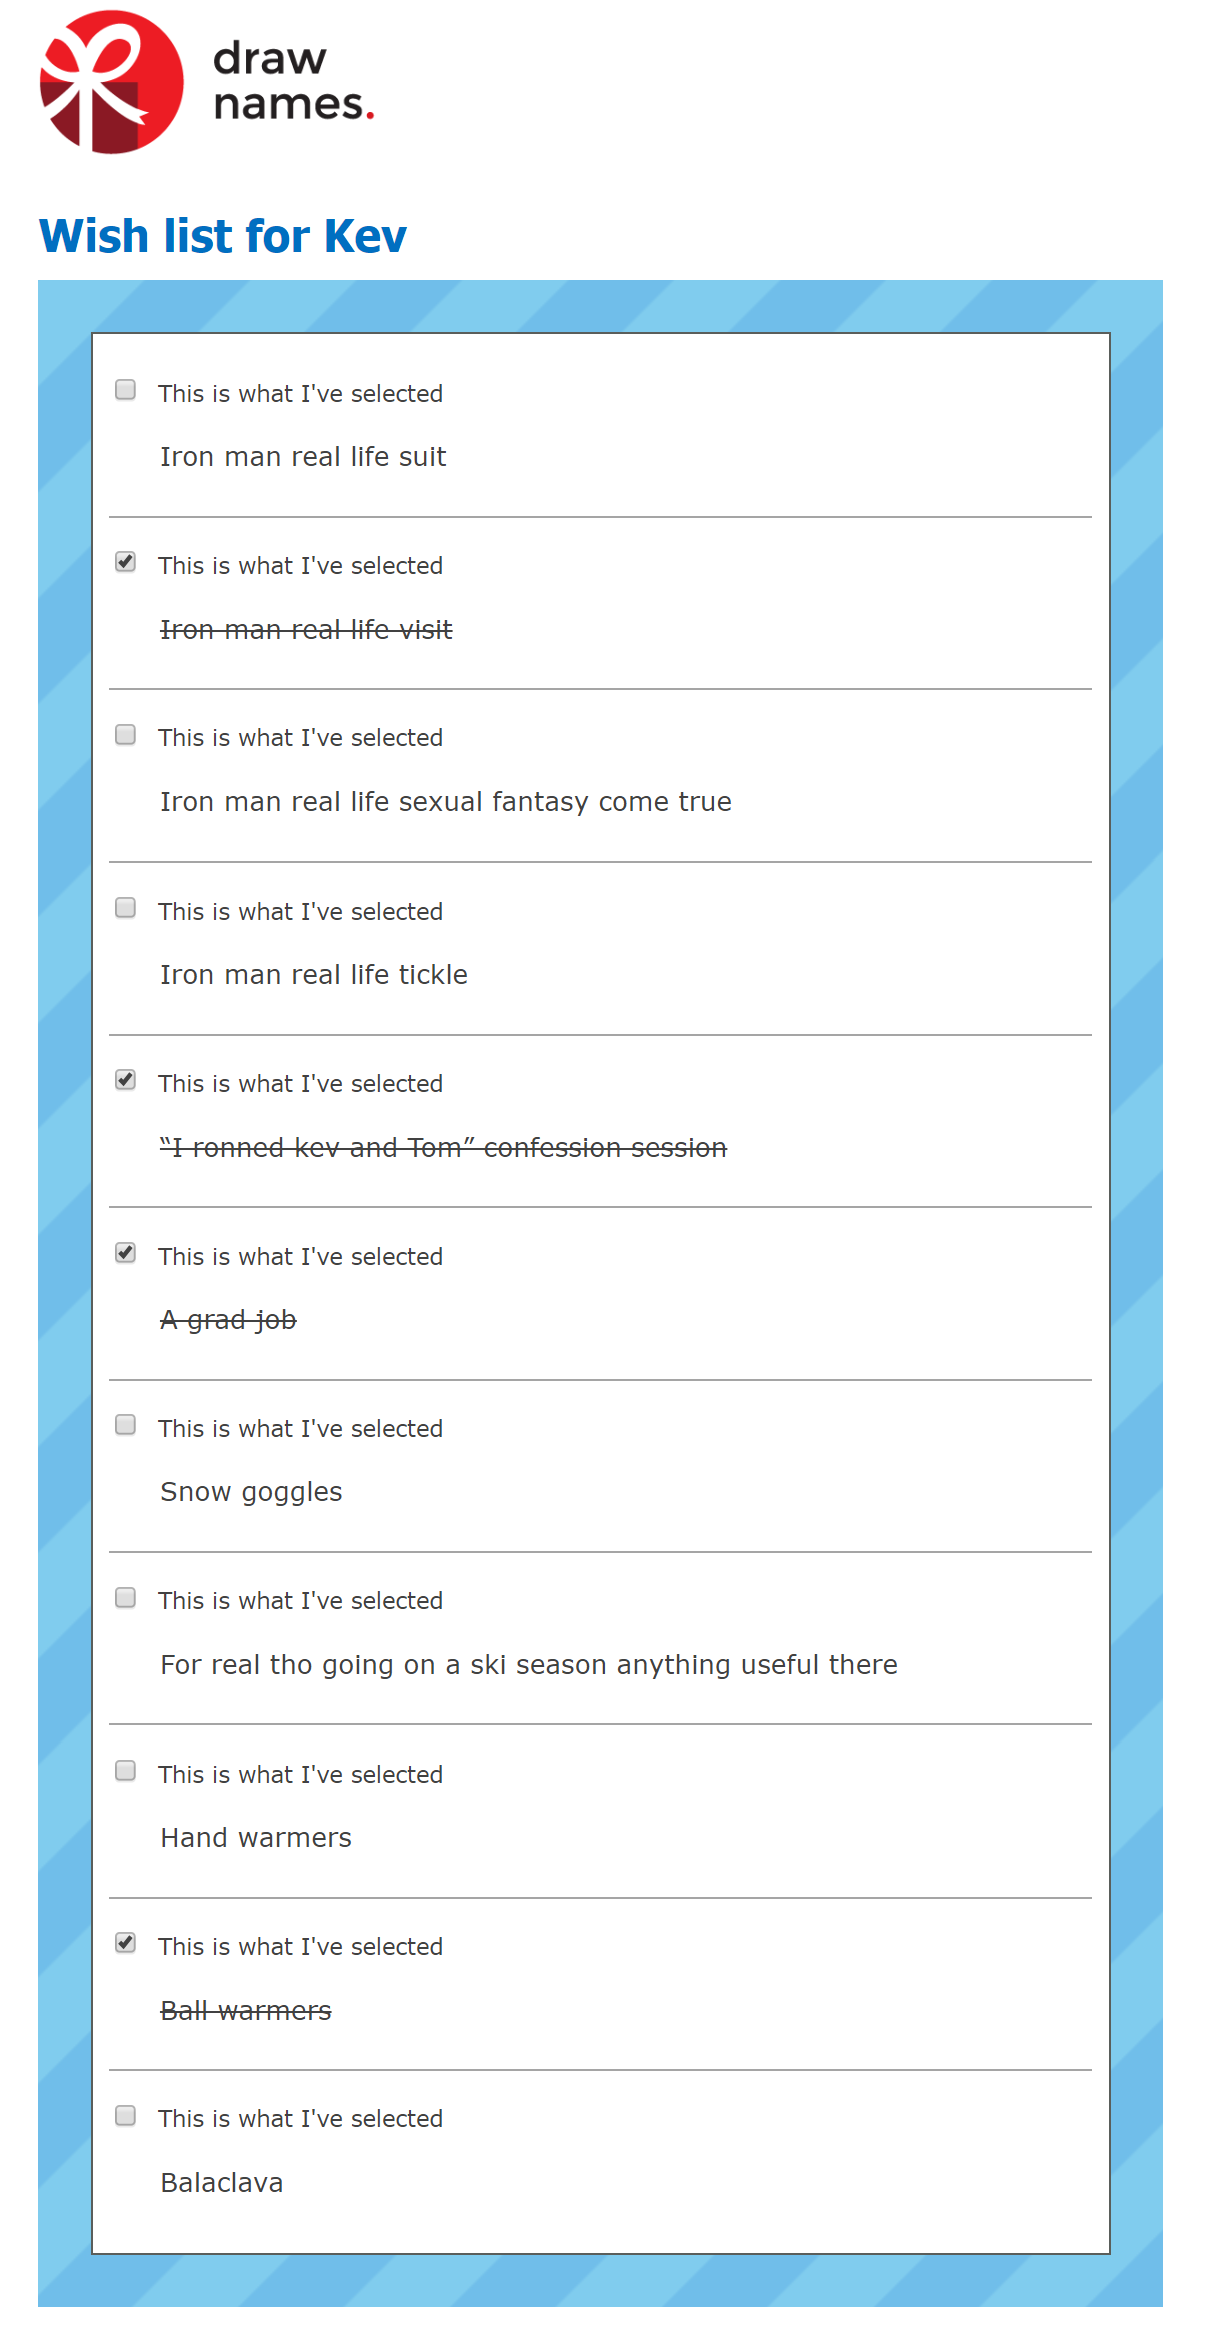 draw
names.
Wish list for Kev
This is what I've selected
Iron man real life suit
This is what I've selected
Iron man real life visit
This is what I've selected
Iron man real life sexual fantasy come true
This is what I've selected
Iron man real life tickle
This is what I've selected
“I ronned kev and Tom” confession session
This is what I've selected
A grad job
This is what I've selected
Snow goggles
This is what I've selected
For real tho going on a ski season anything useful there
This is what I've selected
Hand warmers
This is what I've selected
Ball warmers
This is what I've selected
Balaclava